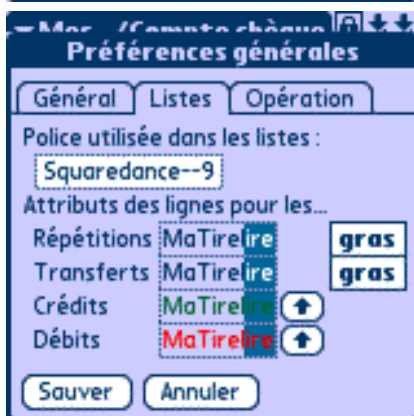 Préférences générales
Général Listes Opération
Police utilisée dans les listes :
Squaredance--9
Attributs des lignes pour les...
Répétitions MaTirelire gras
Transferts MaTirelire gras
Crédits MaTirelire
Débits MaTirelire
Sauver Annuler